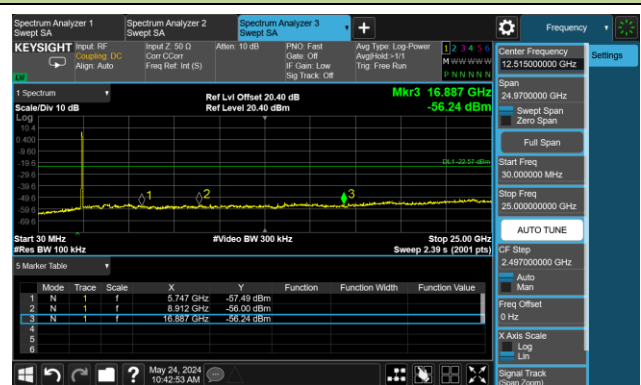 Spectrum Analyzer 1
Swept SA
Spectrum Analyzer 2
Swept SA
Spectrum Analyzer 3
Swept SA
Frequency
KEYSIGHT
Input: RF
Coupling: DC
Align: Auto
Input Z: 50 Ω
Corr CCorr
Freq Ref: Int (S)
Atten: 10 dB
PNO: Fast
Gate: Off
IF Gain: Low
Sig Track: Off
Avg Type: Log-Power
Avg|Hold:>1/1
Trig: Free Run
1 2 3 4 5 6
M W W W W W
P N N N N N
LXI
1 Spectrum
Scale/Div 10 dB
Log
Ref Lvl Offset 20.40 dB
Ref Level 20.40 dBm
Mkr3 16.887 GHz
-56.24 dBm
10.4
0.400
-9.60
-19.6
-29.6
-39.6
-49.6
-59.6
-69.6
DL1 -22.57 dBm
1
2
3
Start 30 MHz
#Res BW 100 kHz
#Video BW 300 kHz
Stop 25.00 GHz
Sweep 2.39 s (2001 pts)
5 Marker Table
Mode Trace Scale X Y Function Function Width Function Value
1 N 1 f 5.747 GHz -57.49 dBm
2 N 1 f 8.912 GHz -56.00 dBm
3 N 1 f 16.887 GHz -56.24 dBm
4
5
6
May 24, 2024
10:42:53 AM
?
Center Frequency
12.515000000 GHz
Settings
Span
24.9700000 GHz
Swept Span
Zero Span
Full Span
Start Freq
30.000000 MHz
Stop Freq
25.000000000 GHz
AUTO TUNE
CF Step
2.497000000 GHz
Auto
Man
Freq Offset
0 Hz
X Axis Scale
Log
Lin
Signal Track
(Span Zoom)